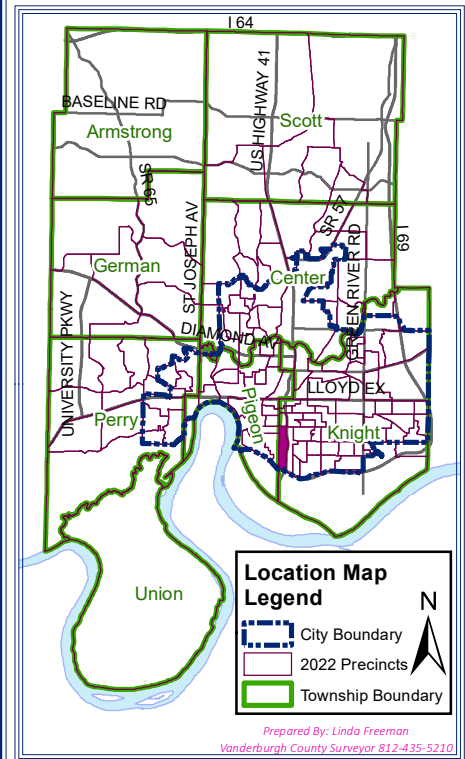 I 64
US HIGHWAY 41
BASELINE RD
Scott
Armstrong
SR 65
SR 57
I 69
ST JOSEPH AV
GREEN RIVER RD
German
Center
UNIVERSITY PKWY
DIAMOND AV
LLOYD EX
Perry
Pigeon
Knight
Union
Location Map
Legend
N
City Boundary
2022 Precincts
Township Boundary
Prepared By: Linda Freeman
Vanderburgh County Surveyor 812-435-5210